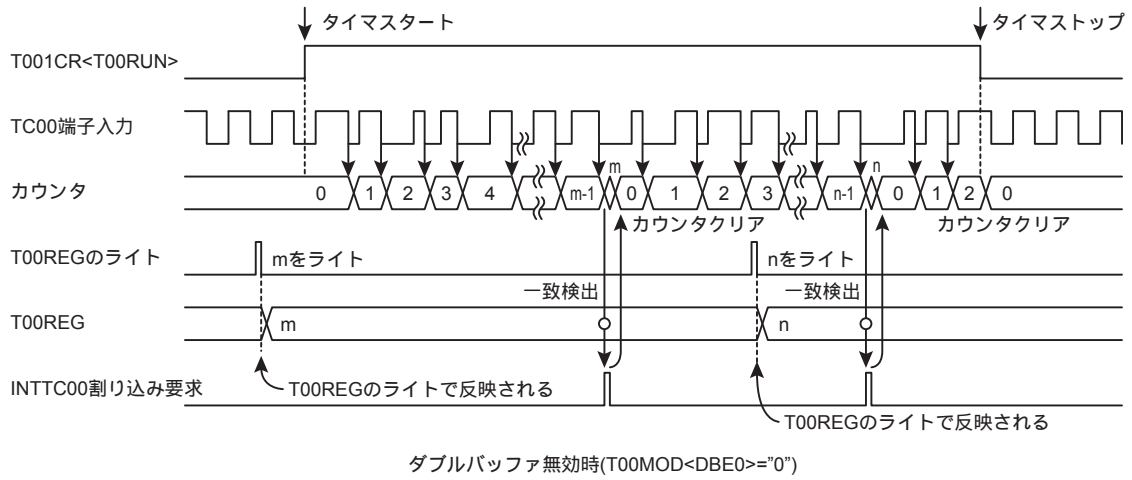 タイマスタート
タイマストップ
T001CR<T00RUN>
TC00端子入力
カウンタ
0 1 2 3 4 m-1 m 0 1 2 3 n-1 n 0 1 2 0
カウンタクリア
カウンタクリア
T00REGのライト
mをライト
nをライト
一致検出
一致検出
T00REG
m
n
INTTC00割り込み要求
T00REGのライトで反映される
T00REGのライトで反映される
ダブルバッファ無効時(T00MOD<DBE0>=”0”)